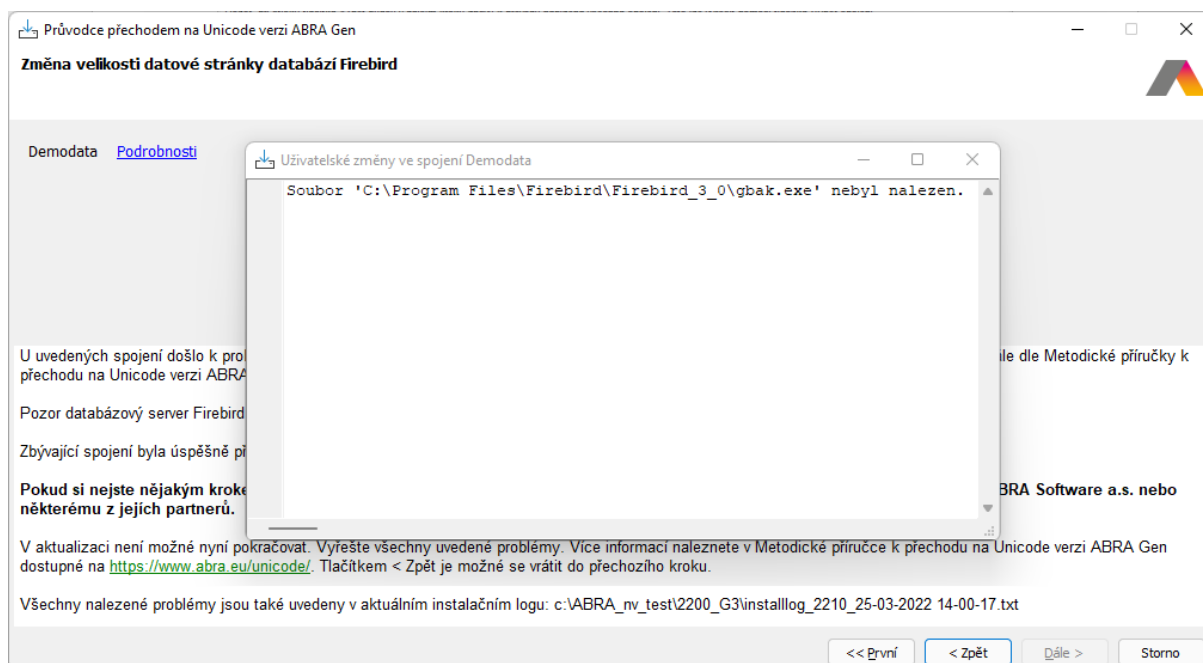 Průvodce přechodem na Unicode verzi ABRA Gen
Změna velikosti datové stránky databází Firebird
Demodata Podrobnosti
Uživatelské změny ve spojení Demodata
Soubor 'C:\Program Files\Firebird\Firebird_3_0\gbak.exe' nebyl nalezen.
U uvedených spojení došlo k dle Metodické příručky k
přechodu na Unicode verzi ABRA
Pozor databázový server Firebird
Zbývající spojení byla úspěšně
Pokud si nejste nějakým BRA Software a.s. nebo
některému z jejích partnerů.
V aktualizaci není možné nyní pokračovat. Vyřešte všechny uvedené problémy. Více informací naleznete v Metodické příručce k přechodu na Unicode verzi ABRA Gen
dostupné na https://www.abra.eu/unicode/. Tlačítkem < Zpět je možné se vrátit do přechozího kroku.
Všechny nalezené problémy jsou také uvedeny v aktuálním instalačním logu: c:\ABRA_nv_test\2200_G3\installlog_2210_25-03-2022 14-00-17.txt
<< První < Zpět Dále > Storno